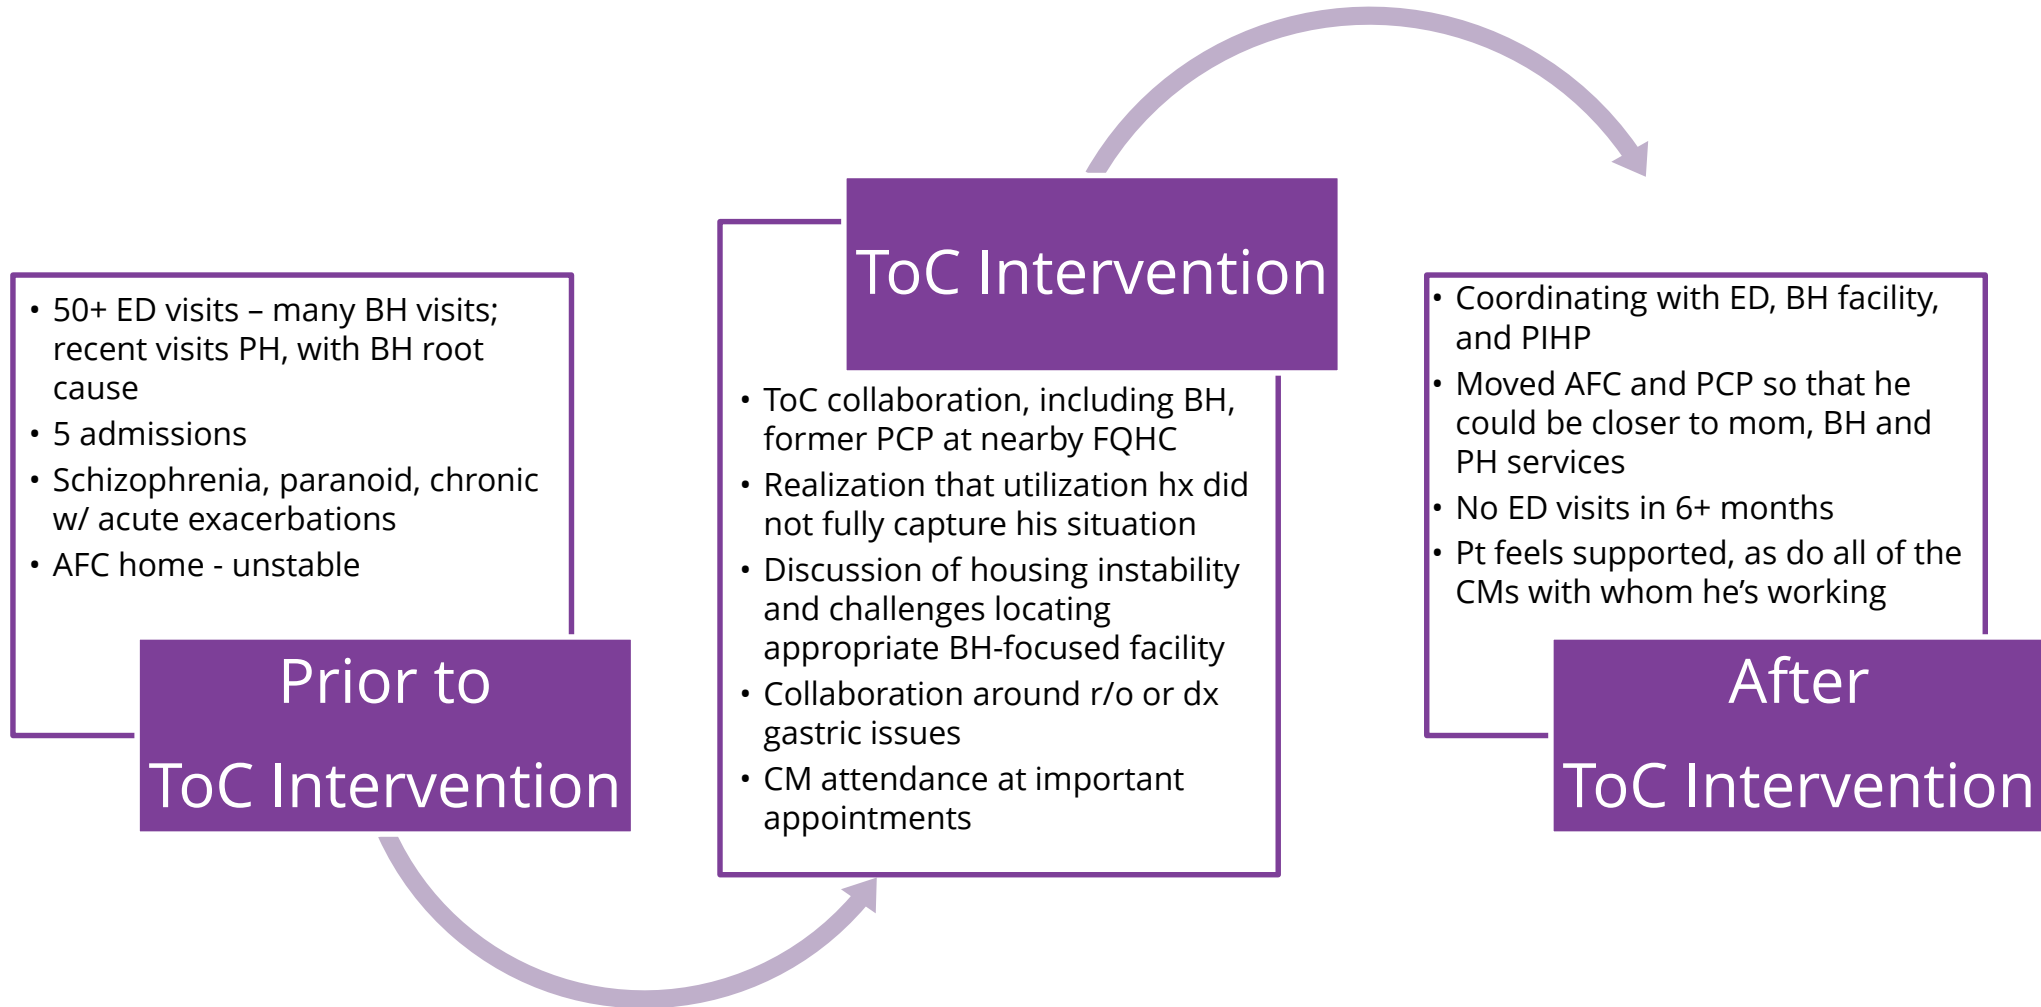 • 50+ ED visits – many BH visits;
recent visits PH, with BH root
cause
• 5 admissions
• Schizophrenia, paranoid, chronic
w/ acute exacerbations
• AFC home - unstable
Prior to
ToC Intervention
ToC Intervention
• ToC collaboration, including BH,
former PCP at nearby FQHC
• Realization that utilization hx did
not fully capture his situation
• Discussion of housing instability
and challenges locating
appropriate BH-focused facility
• Collaboration around r/o or dx
gastric issues
• CM attendance at important
appointments
• Coordinating with ED, BH facility,
and PIHP
• Moved AFC and PCP so that he
could be closer to mom, BH and
PH services
• No ED visits in 6+ months
• Pt feels supported, as do all of the
CMs with whom he’s working
After
ToC Intervention